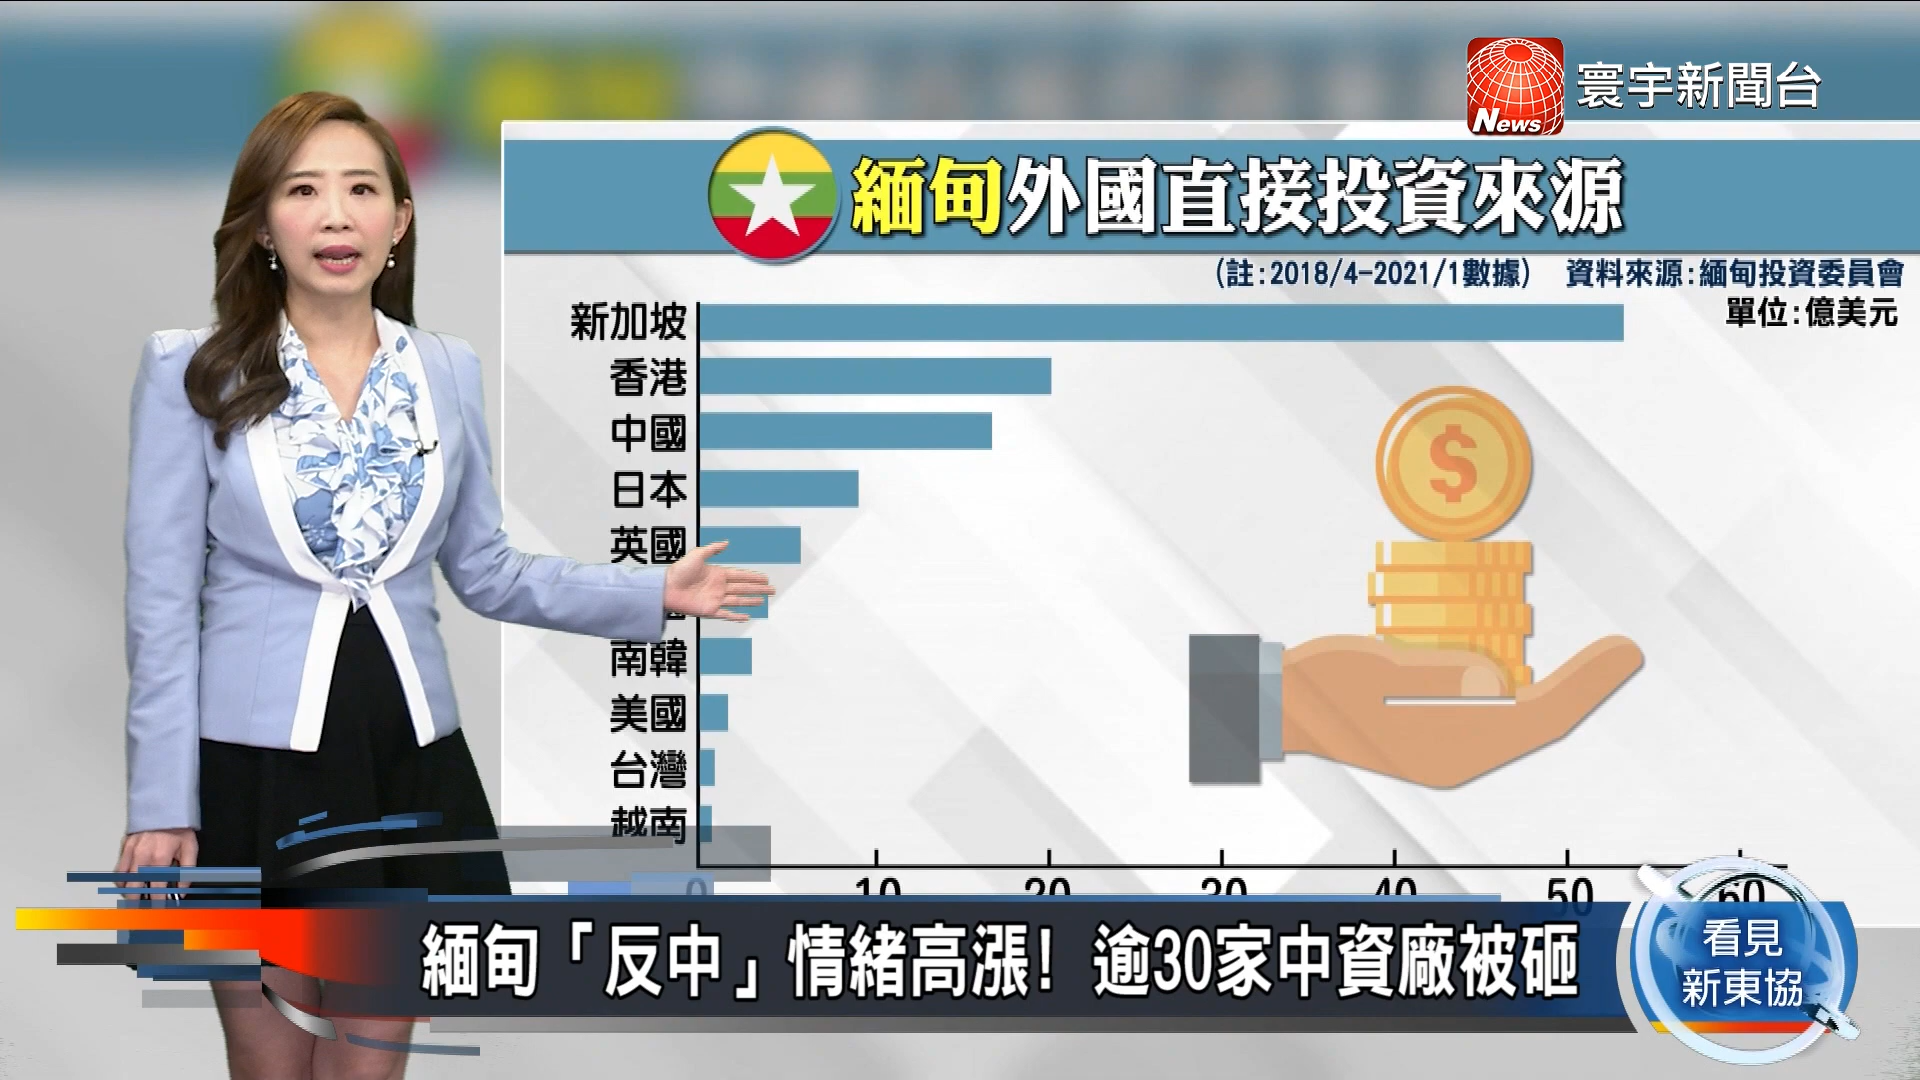 News 寰宇新聞台
緬甸外國直接投資來源
(註:2018/4-2021/1數據) 資料來源:緬甸投資委員會
單位:億美元
新加坡
香港
中國
日本
英國
南韓
美國
台灣
越南
0 10 20 30 40 50 60
緬甸「反中」情緒高漲! 逾30家中資廠被砸
看見
新東協